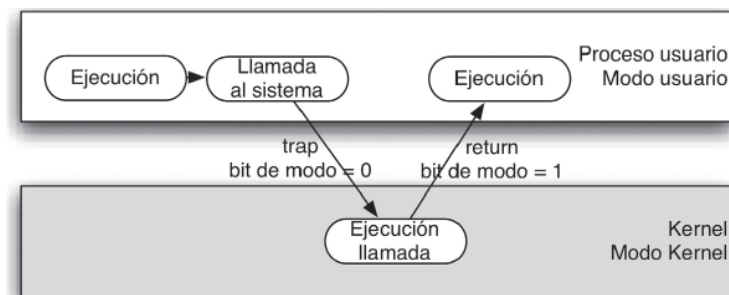 Proceso usuario
Modo usuario
Ejecución
Llamada
al sistema
Ejecución
trap
bit de modo = 0
return
bit de modo = 1
Ejecución
llamada
Kernel
Modo Kernel